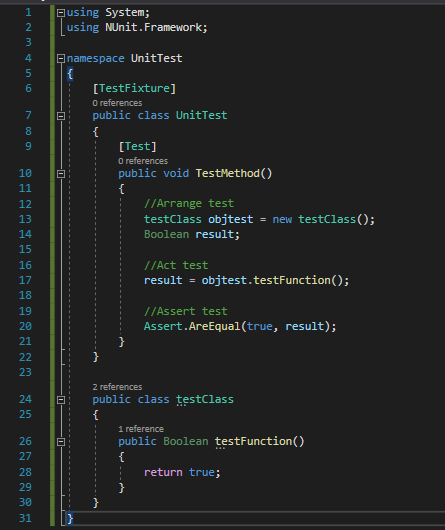 1 using System;
2 using NUnit.Framework;
3
4 namespace UnitTest
5 {
6 [TestFixture]
0 references
7 public class UnitTest
8 {
9 [Test]
0 references
10 public void TestMethod()
11 {
12 //Arrange test
13 testClass objtest = new testClass();
14 Boolean result;
15
16 //Act test
17 result = objtest.testFunction();
18
19 //Assert test
20 Assert.AreEqual(true, result);
21 }
22 }
23
2 references
24 public class testClass
25 {
1 reference
26 public Boolean testFunction()
27 {
28 return true;
29 }
30 }
31 }